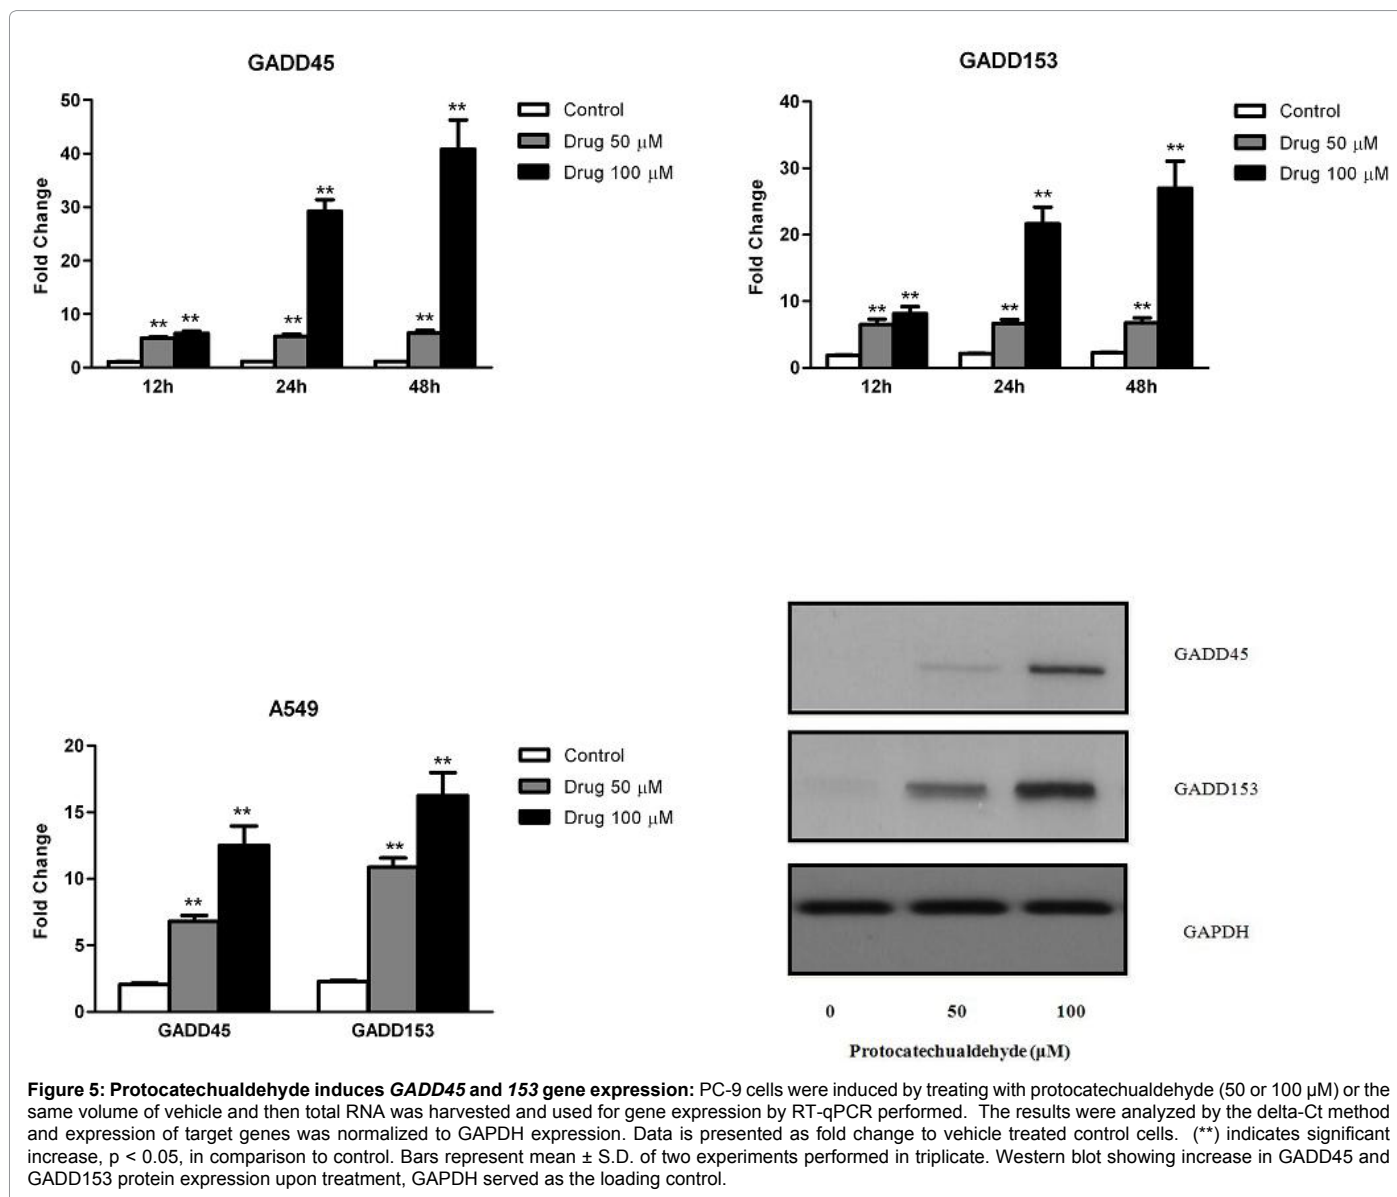 GADD45
50
40
30
20
10
0
Fold Change
** **
** **
** **
12h 24h 48h
Control
Drug 50 μM
Drug 100 μM
GADD153
40
30
20
10
0
Fold Change
** **
** **
** **
12h 24h 48h
Control
Drug 50 μM
Drug 100 μM
A549
20
15
10
5
0
Fold Change
** **
** **
GADD45 GADD153
Control
Drug 50 μM
Drug 100 μM
GADD45
GADD153
GAPDH
0 50 100
Protocatechualdehyde (µM)
Figure 5: Protocatechualdehyde induces GADD45 and 153 gene expression: PC-9 cells were induced by treating with protocatechualdehyde (50 or 100 µM) or the
same volume of vehicle and then total RNA was harvested and used for gene expression by RT-qPCR performed. The results were analyzed by the delta-Ct method
and expression of target genes was normalized to GAPDH expression. Data is presented as fold change to vehicle treated control cells. (**) indicates significant
increase, p < 0.05, in comparison to control. Bars represent mean ± S.D. of two experiments performed in triplicate. Western blot showing increase in GADD45 and
GADD153 protein expression upon treatment, GAPDH served as the loading control.